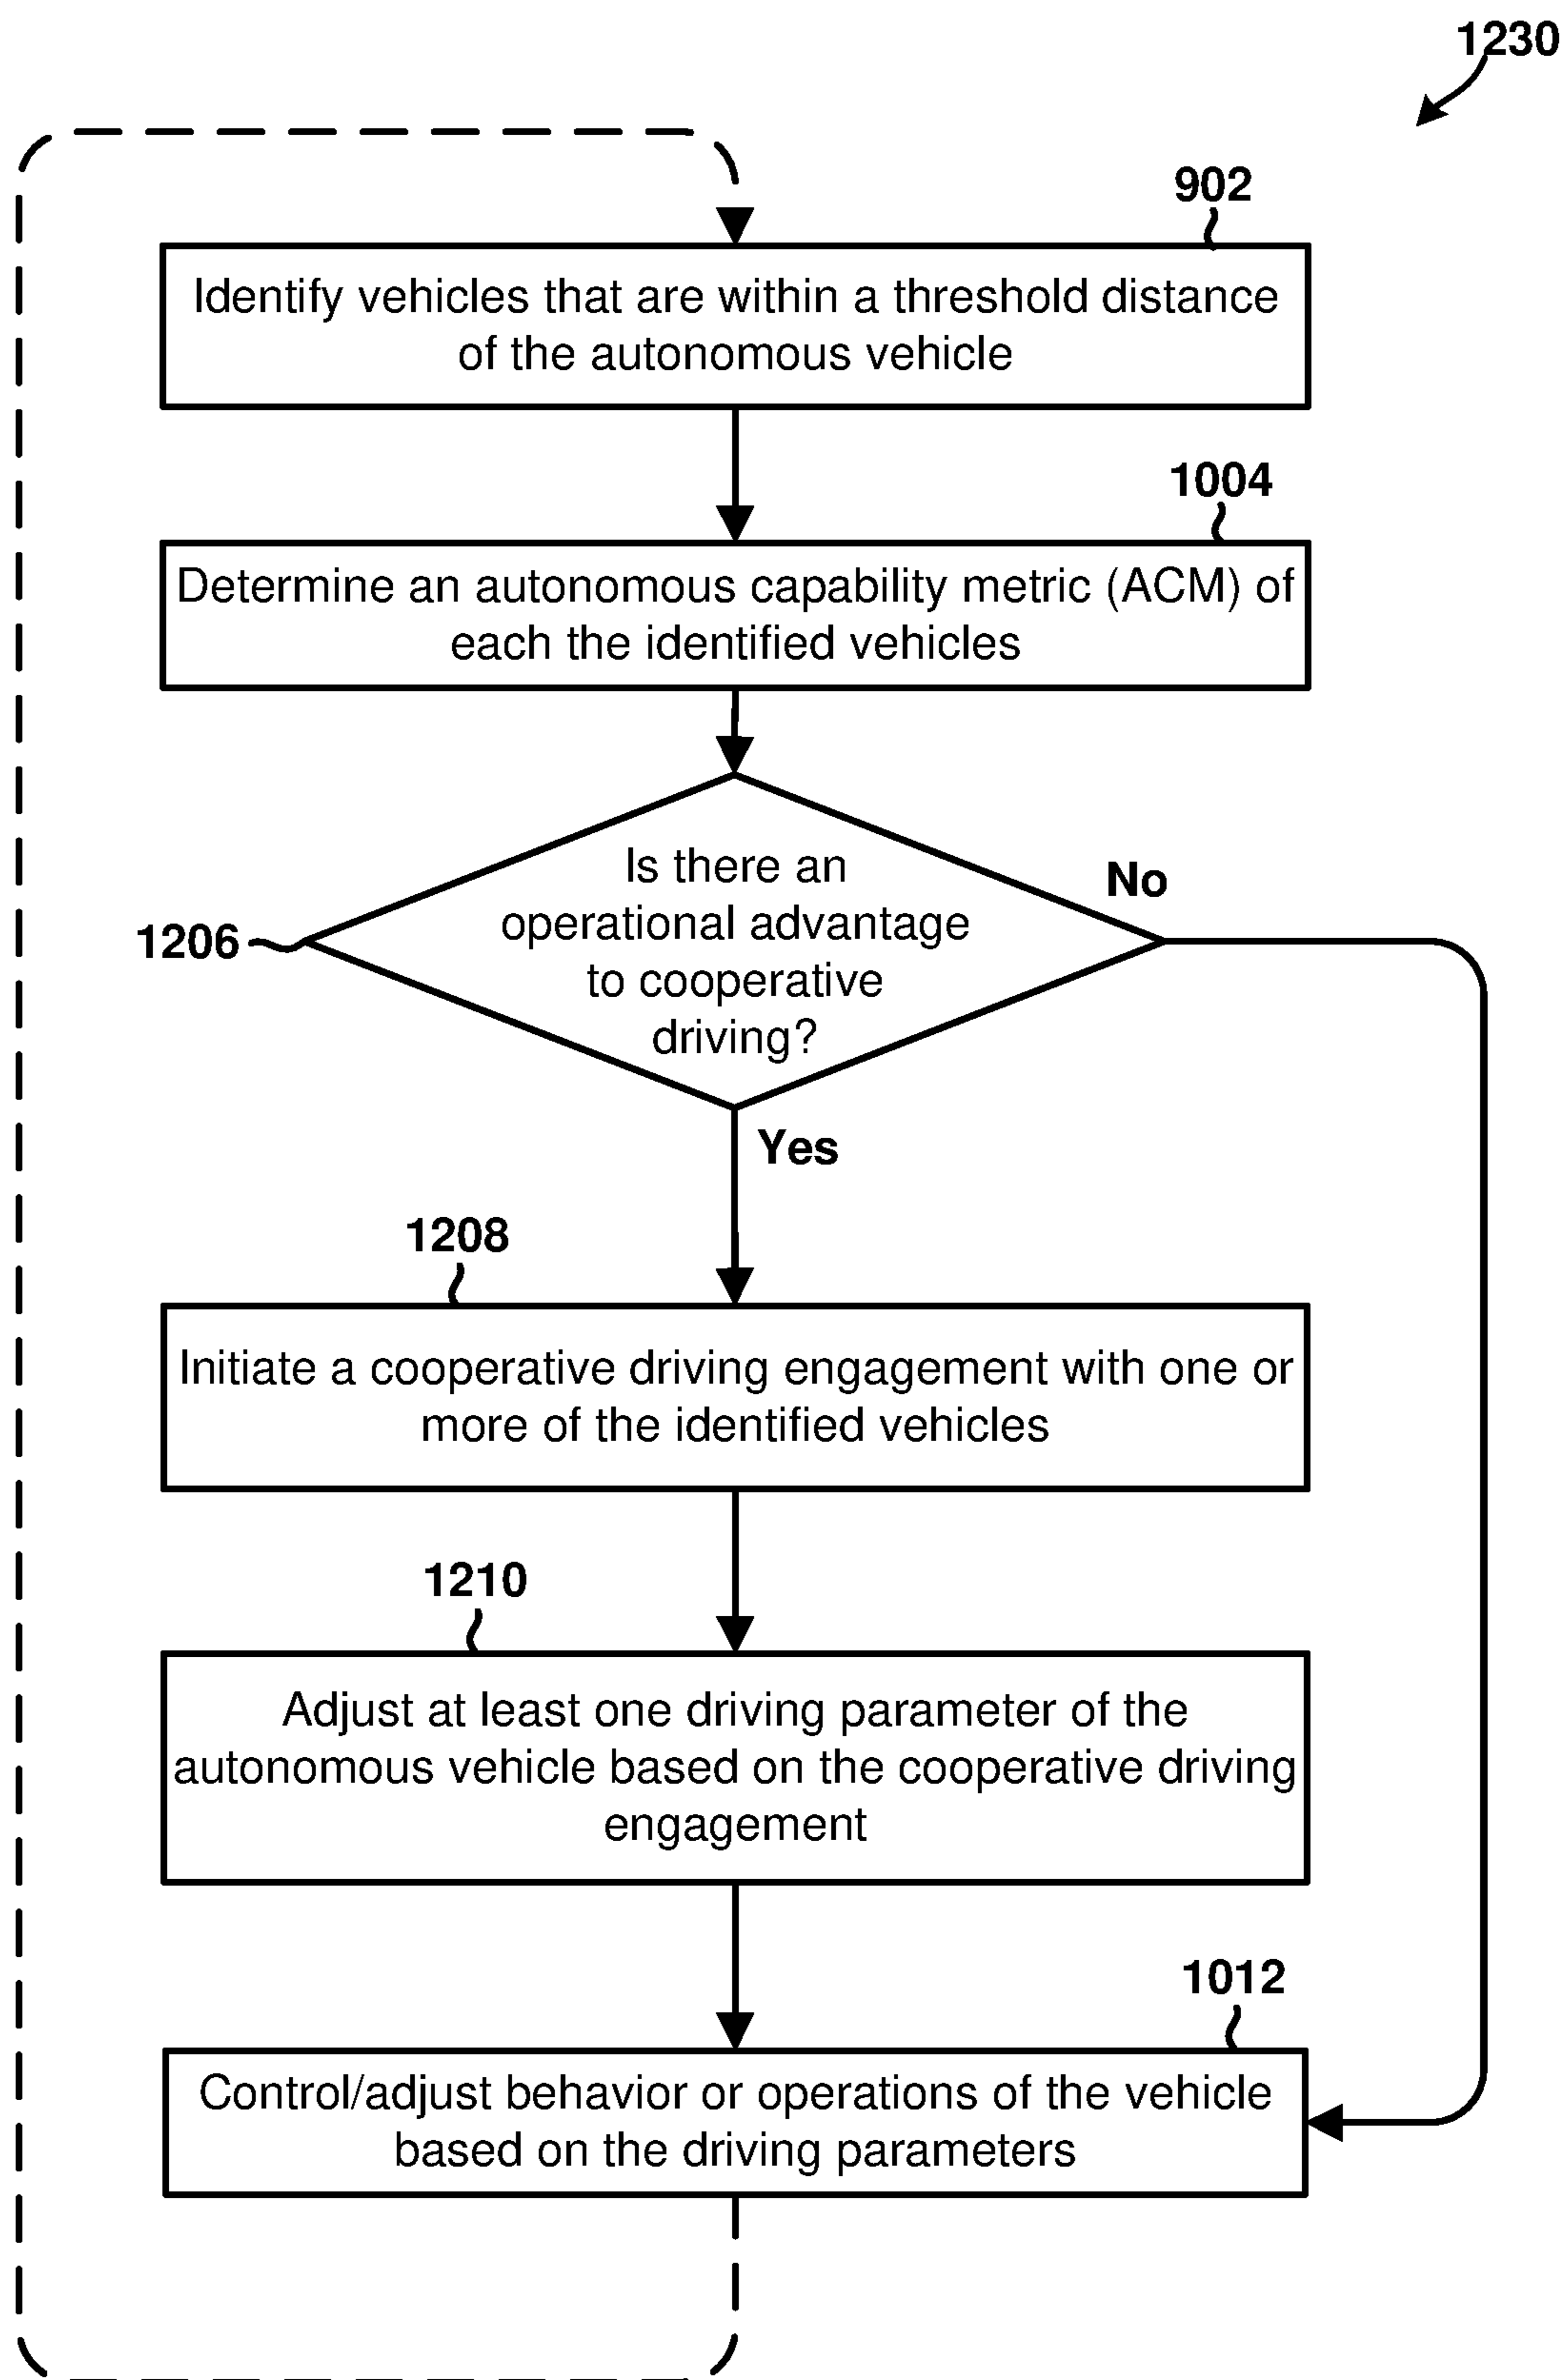 1230
902
Identify vehicles that are within a threshold distance
of the autonomous vehicle
1004
Determine an autonomous capability metric (ACM) of
each the identified vehicles
Is there an
operational advantage
to cooperative
driving?
No
1206
Yes
1208
Initiate a cooperative driving engagement with one or
more of the identified vehicles
1210
Adjust at least one driving parameter of the
autonomous vehicle based on the cooperative driving
engagement
1012
Control/adjust behavior or operations of the vehicle
based on the driving parameters